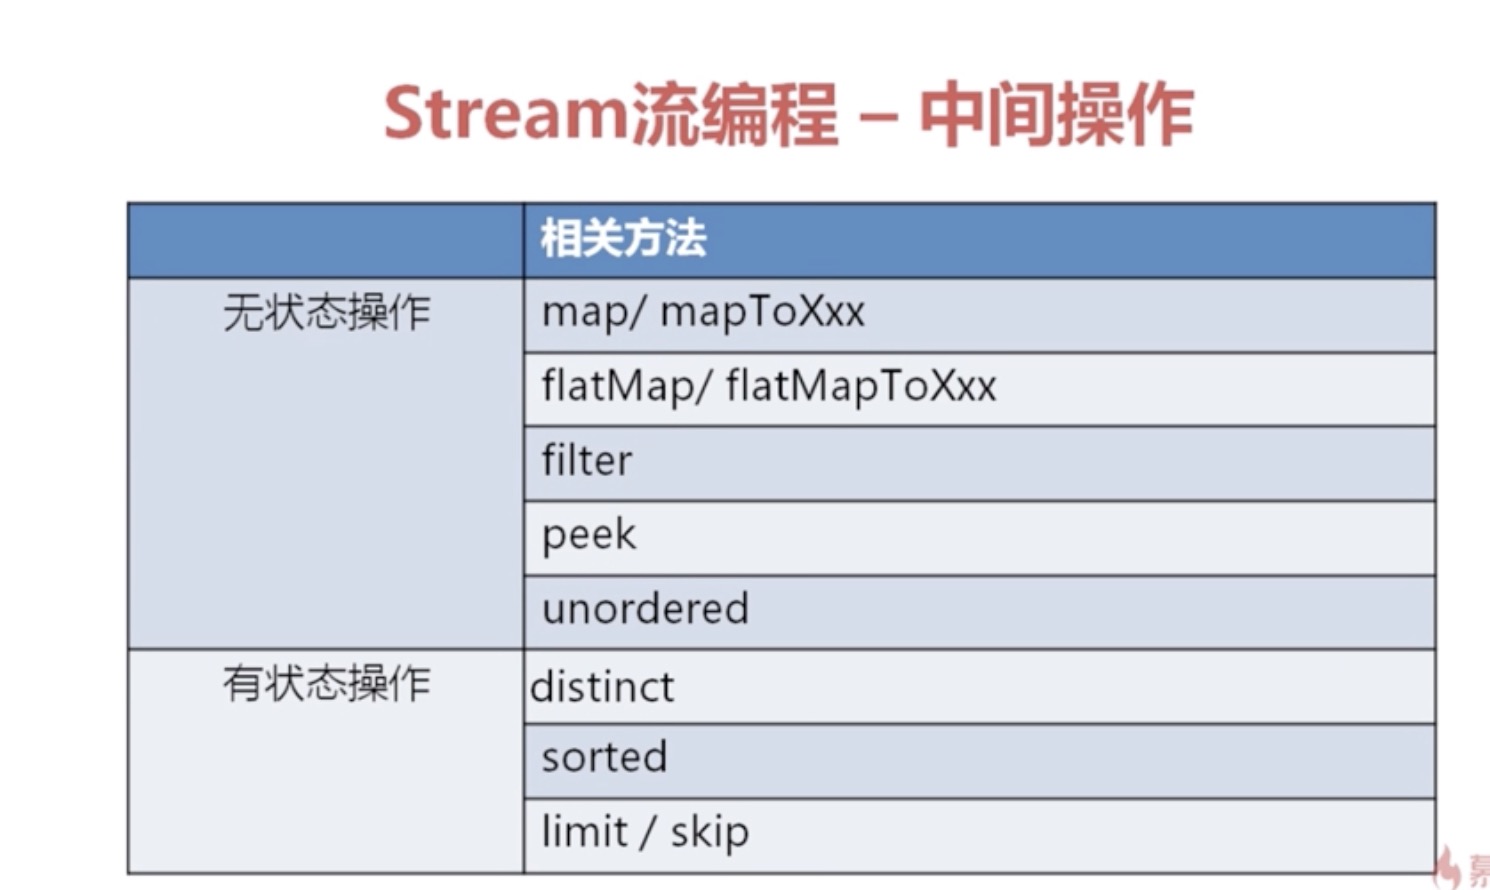 Stream流编程 – 中间操作
相关方法
无状态操作
map/ mapToXxx
flatMap/ flatMapToXxx
filter
peek
unordered
有状态操作
distinct
sorted
limit / skip